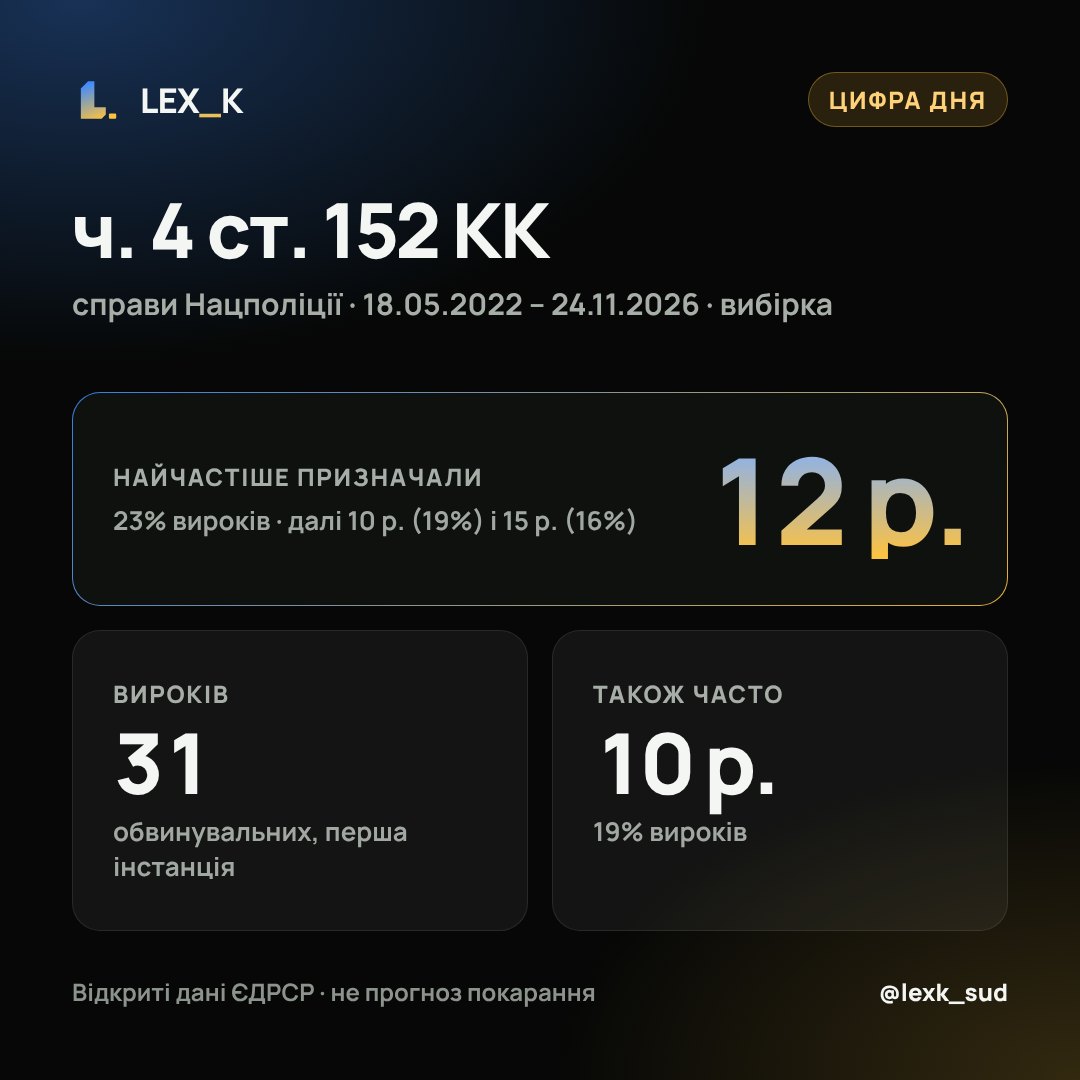 LEX_K
ЦИФРА ДНЯ
ч. 4 ст. 152 КК
справи Нацполіції · 18.05.2022 – 24.11.2026 · вибірка
НАЙЧАСТІШЕ ПРИЗНАЧАЛИ
23% вироків · далі 10 р. (19%) і 15 р. (16%)
12 р.
ВИРОКІВ
31
обвинувальних, перша
інстанція
ТАКОЖ ЧАСТО
10 р.
19% вироків
Відкриті дані ЄДРСР · не прогноз покарання
@lexk_sud